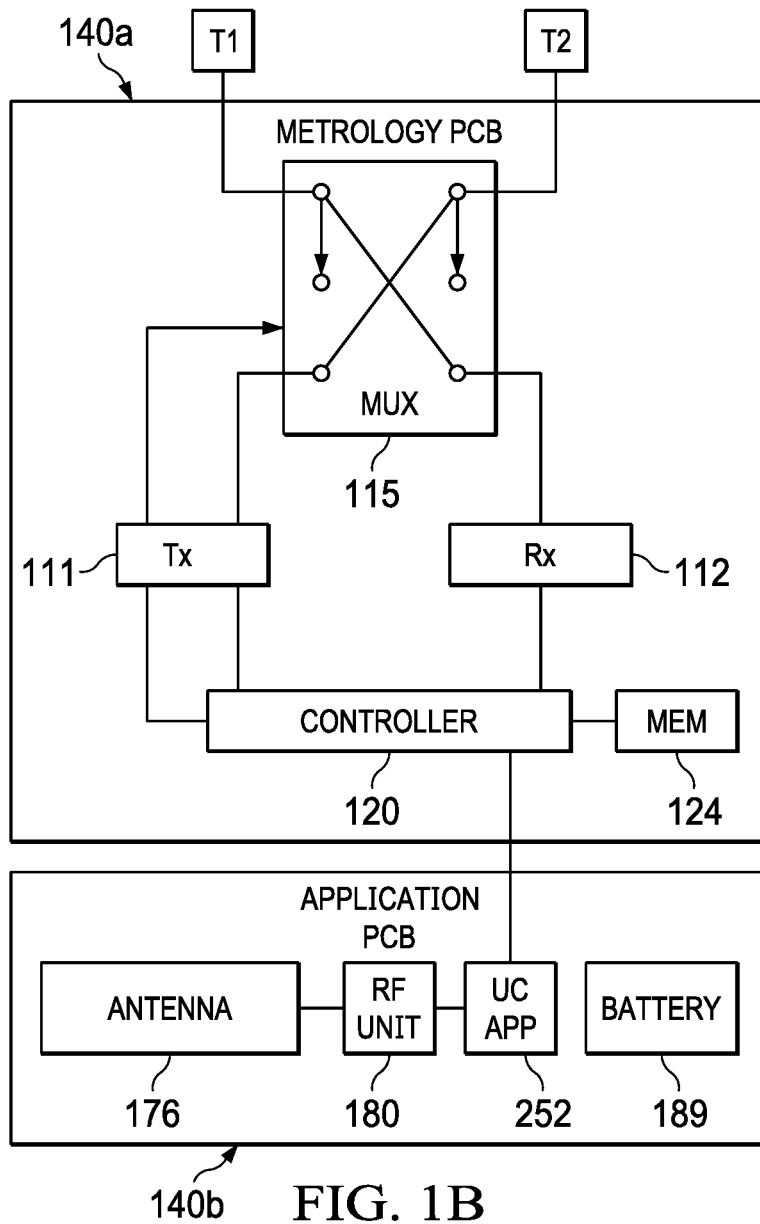 140a
T1
T2
METROLOGY PCB
MUX
115
111
Tx
Rx
112
CONTROLLER
MEM
120
124
APPLICATION
PCB
ANTENNA
RF
UNIT
UC
APP
BATTERY
176
180
252
189
140b
FIG. 1B